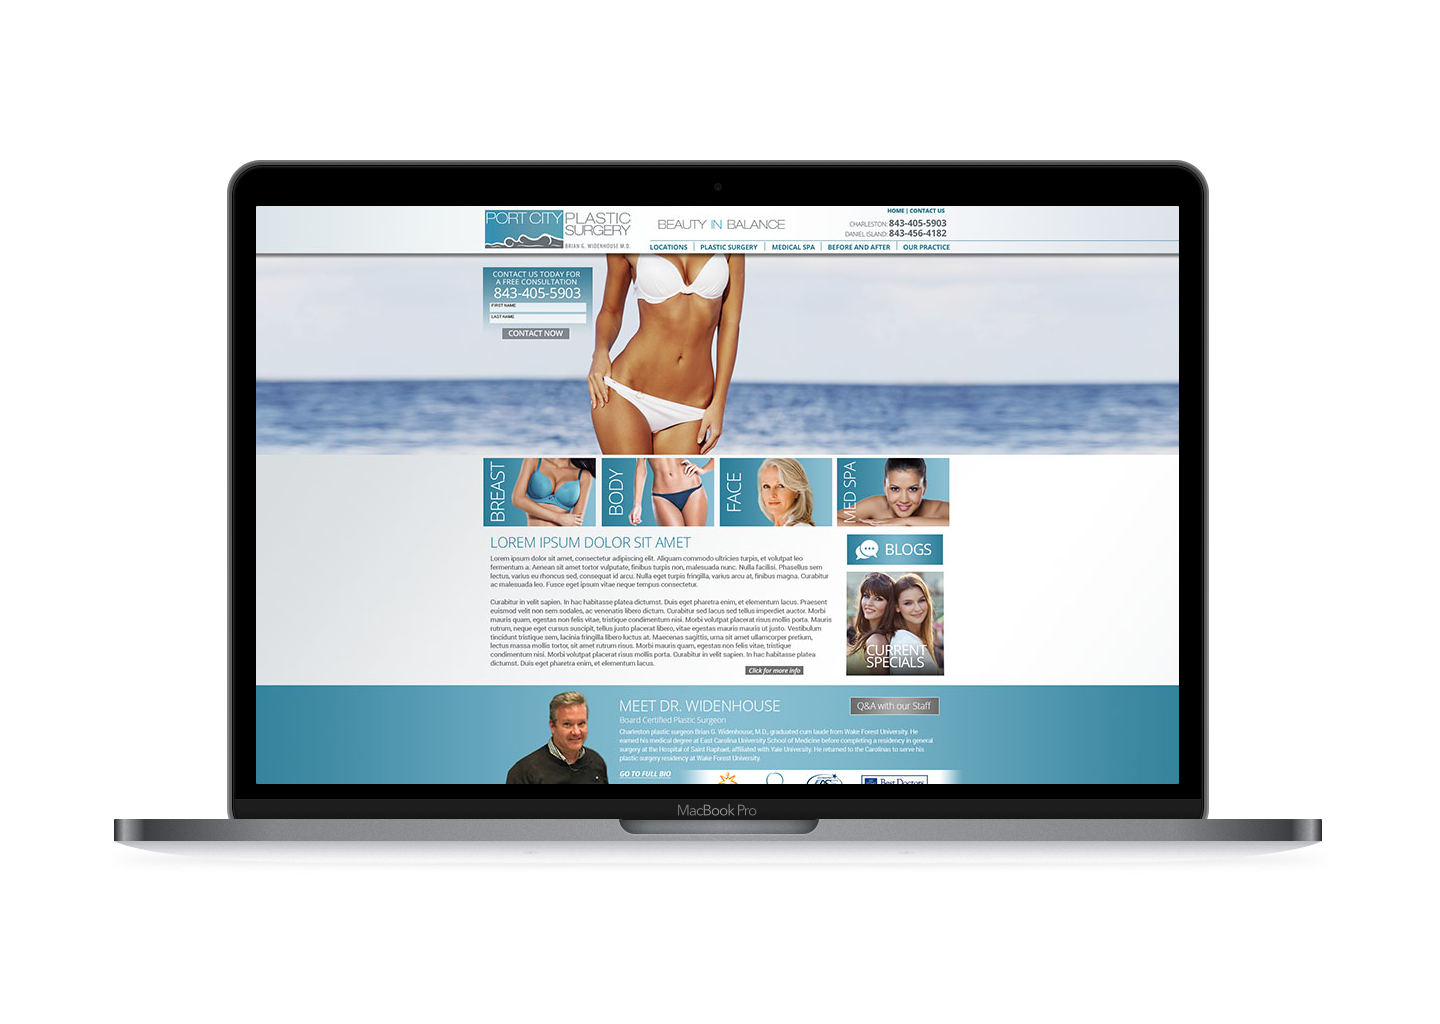 PORT CITY PLASTIC
SURGERY
BRIAN G. WIDENHOUSE M.D.
BEAUTY IN BALANCE
HOME | CONTACT US
CHARLESTON: 843-405-5903
DANIEL ISLAND: 843-456-4182
LOCATIONS | PLASTIC SURGERY | MEDICAL SPA | BEFORE AND AFTER | OUR PRACTICE
CONTACT US TODAY FOR
A FREE CONSULTATION
843-405-5903
FIRST NAME
LAST NAME
CONTACT NOW
BREAST
BODY
FACE
MED SPA
LOREM IPSUM DOLOR SIT AMET
Lorem ipsum dolor sit amet, consectetur adipiscing elit. Aliquam commodo ultricies turpis, et volutpat leo
fermentum a. Aenean sit amet tortor vulputate, finibus turpis non, malesuada nunc. Nulla facilisi. Phasellus sem
lectus, varius eu rhoncus sed, consequat id arcu. Nulla eget turpis fringilla, varius arcu at, finibus magna. Curabitur
ac malesuada leo. Fusce eget ipsum vitae neque tempus consectetur.
Curabitur in velit sapien. In hac habitasse platea dictumst. Duis eget pharetra enim, et elementum lacus. Praesent
euismod velit non sem sodales, ac venenatis libero dictum. Curabitur sed lacus sed tellus imperdiet auctor. Morbi
mauris quam, egestas non felis vitae, tristique condimentum nisi. Morbi volutpat placerat risus mollis porta. Mauris
rutrum, neque eget cursus suscipit, tellus justo placerat libero, vitae egestas mauris mauris ut justo. Vestibulum
tincidunt tristique sem, lacinia fringilla libero luctus at. Maecenas sagittis, urna sit amet ullamcorper pretium,
lectus massa mollis tortor, sit amet rutrum risus. Morbi mauris quam, egestas non felis vitae, tristique
condimentum nisi. Morbi volutpat placerat risus mollis porta. Curabitur in velit sapien. In hac habitasse platea
dictumst. Duis eget pharetra enim, et elementum lacus.
Click for more info
BLOGS
CURRENT
SPECIALS
MEET DR. WIDENHOUSE
Board Certified Plastic Surgeon
Charleston plastic surgeon Brian G. Widenhouse, M.D., graduated cum laude from Wake Forest University. He
earned his medical degree at East Carolina University School of Medicine before completing a residency in general
surgery at the Hospital of Saint Raphael, affiliated with Yale University. He returned to the Carolinas to serve his
plastic surgery residency at Wake Forest University.
GO TO FULL BIO
Q&A with our Staff
Best Doctors
MacBook Pro